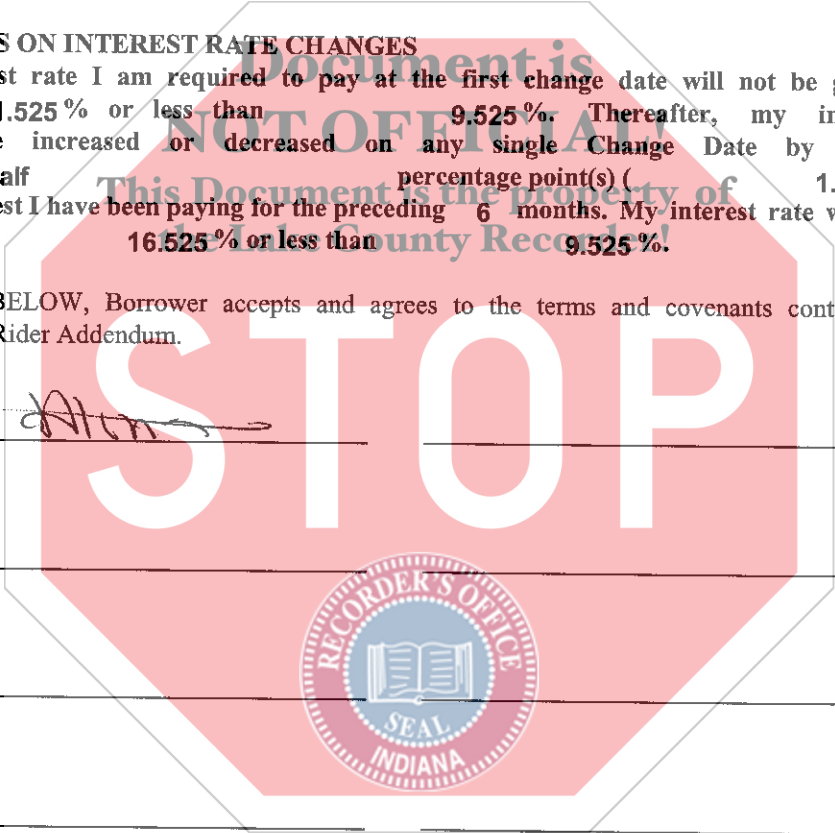 S ON INTEREST RATE CHANGES
st rate I am required to pay at the first change date will not be g
1.525 % or less than 9.525 %. Thereafter, my in
e increased or decreased on any single Change Date by
alf percentage point(s) ( 1.
est I have been paying for the preceding 6 months. My interest rate w
16.525 % or less than 9.525 %.
BELOW, Borrower accepts and agrees to the terms and covenants cont
Rider Addendum.
Document is
NOT OFFICIAL!
This Document is the property of
the Lake County Recorder!
STOP
RECORDER'S OFFICE
SEAL
INDIANA